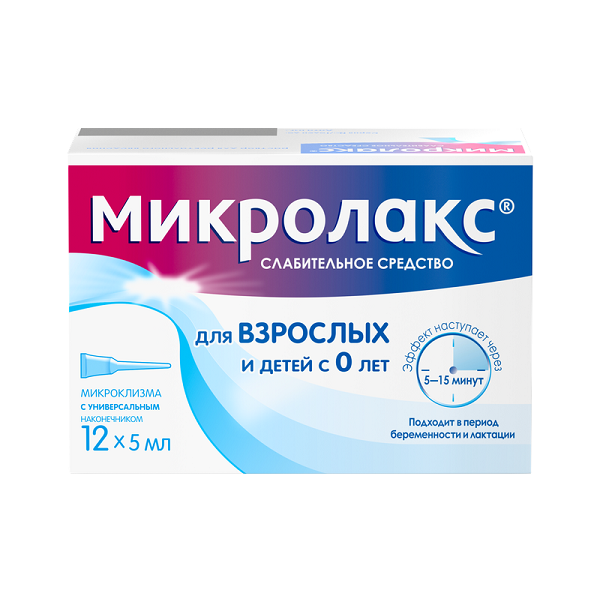 Микролакс
Микролакс®
СЛАБИТЕЛЬНОЕ СРЕДСТВО
для ВЗРОСЛЫХ
и ДЕТЕЙ с 0 ЛЕТ
Эффект наступает через
5–15 минут
МИКРОКЛИЗМА
С УНИВЕРСАЛЬНЫМ
НАКОНЕЧНИКОМ
12 х 5 мл
Подходит в период
беременности и лактации